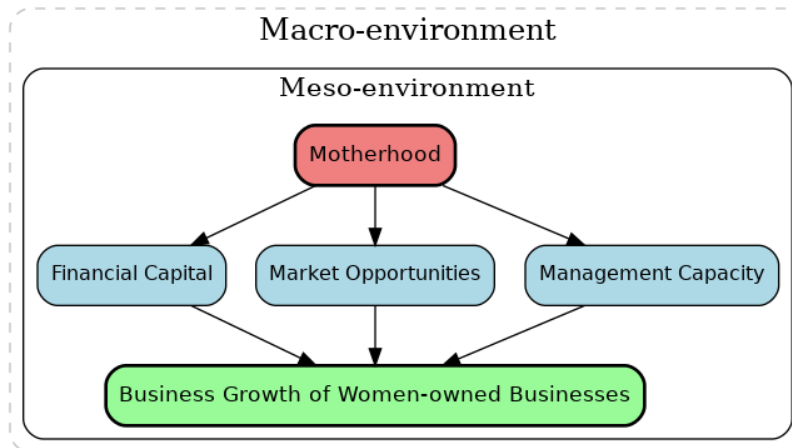 Macro-environment
Meso-environment
Motherhood
Financial Capital
Market Opportunities
Management Capacity
Business Growth of Women-owned Businesses